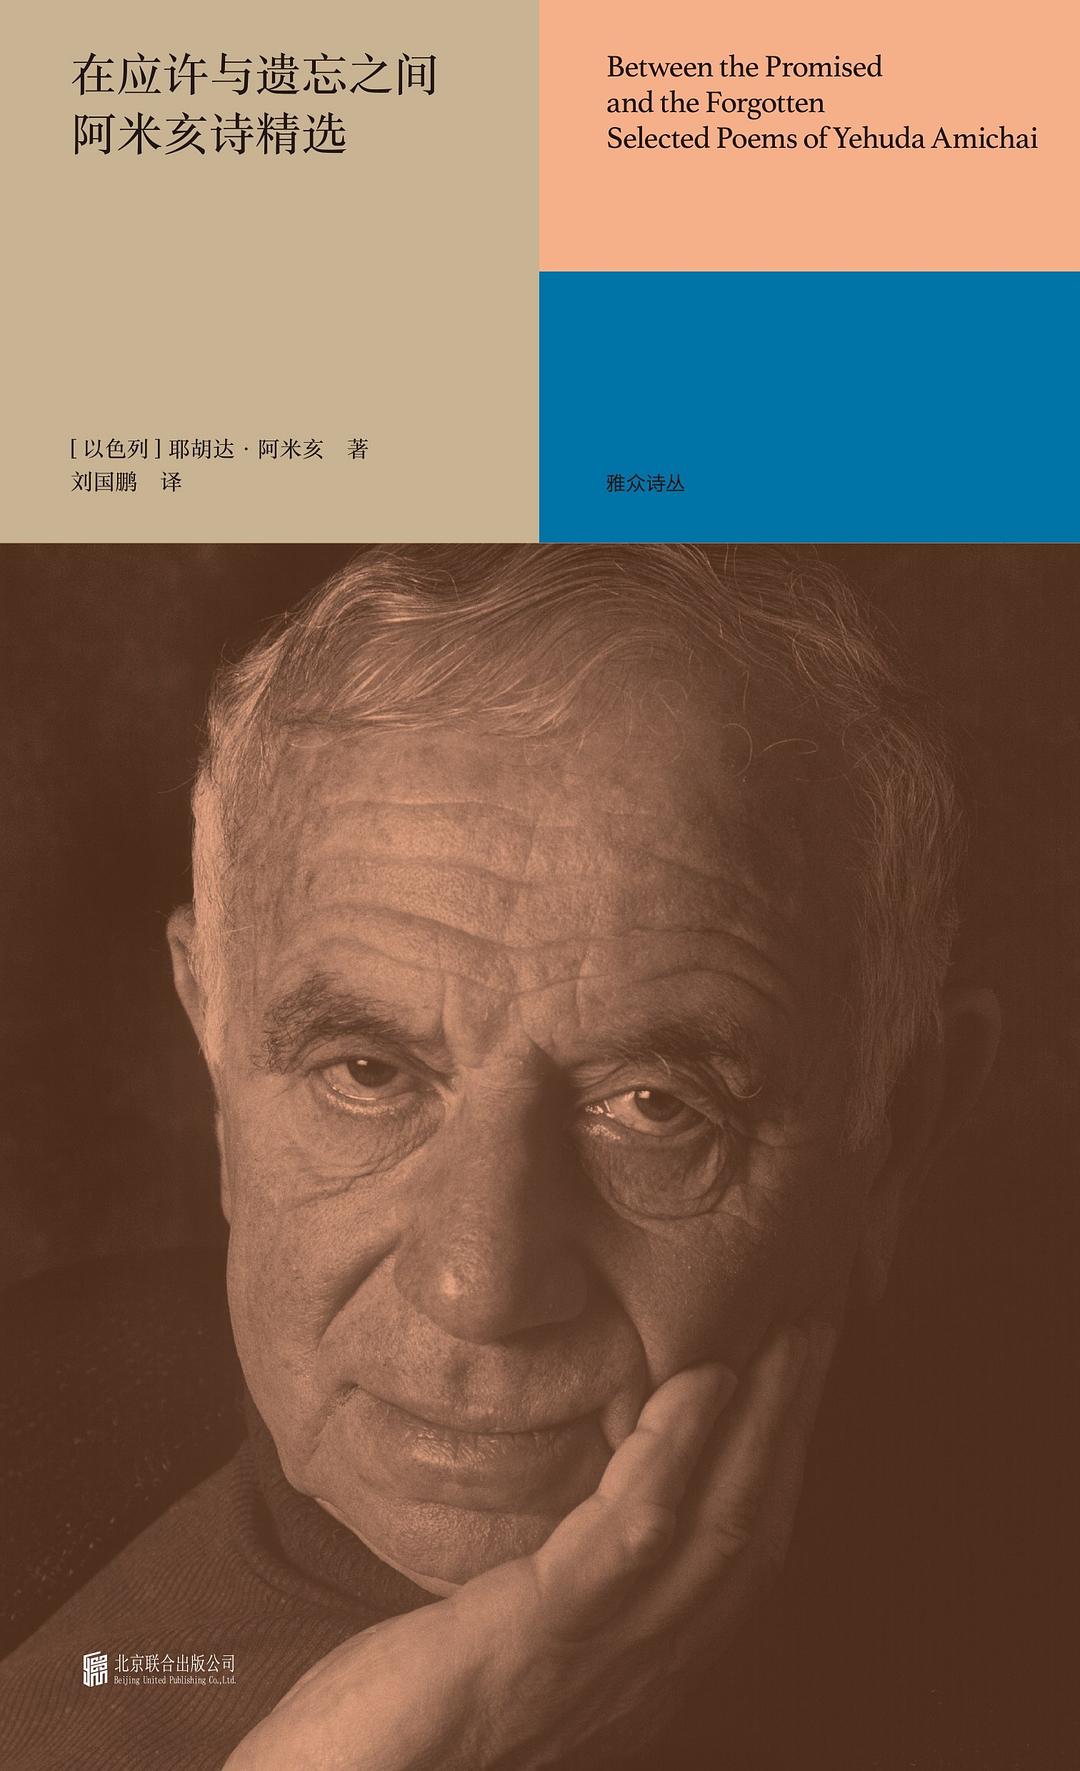 在应许与遗忘之间
阿米亥诗精选
Between the Promised
and the Forgotten
Selected Poems of Yehuda Amichai
[以色列] 耶胡达·阿米亥 著
刘国鹏 译
雅众诗丛
北京联合出版公司
Beijing United Publishing Co.,Ltd.